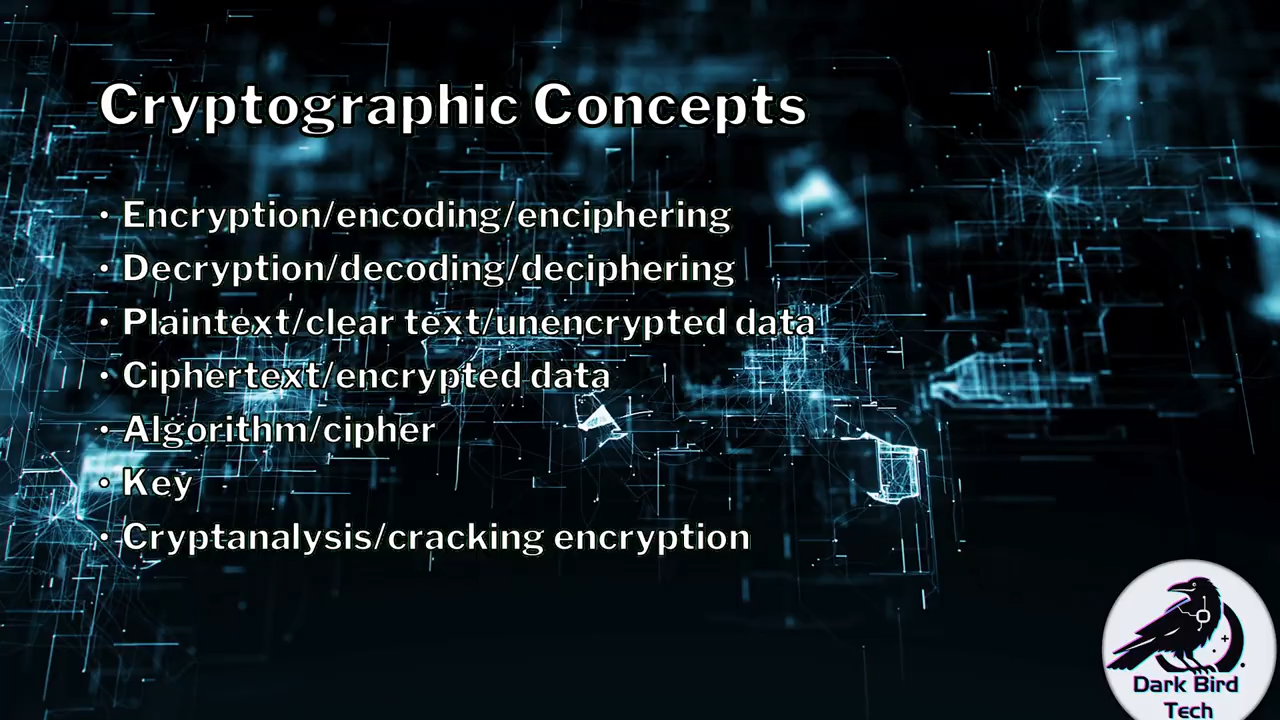 Cryptographic Concepts
• Encryption/encoding/enciphering
• Decryption/decoding/deciphering
• Plaintext/clear text/unencrypted data
• Ciphertext/encrypted data
• Algorithm/cipher
• Key
• Cryptanalysis/cracking encryption
Dark Bird
Tech